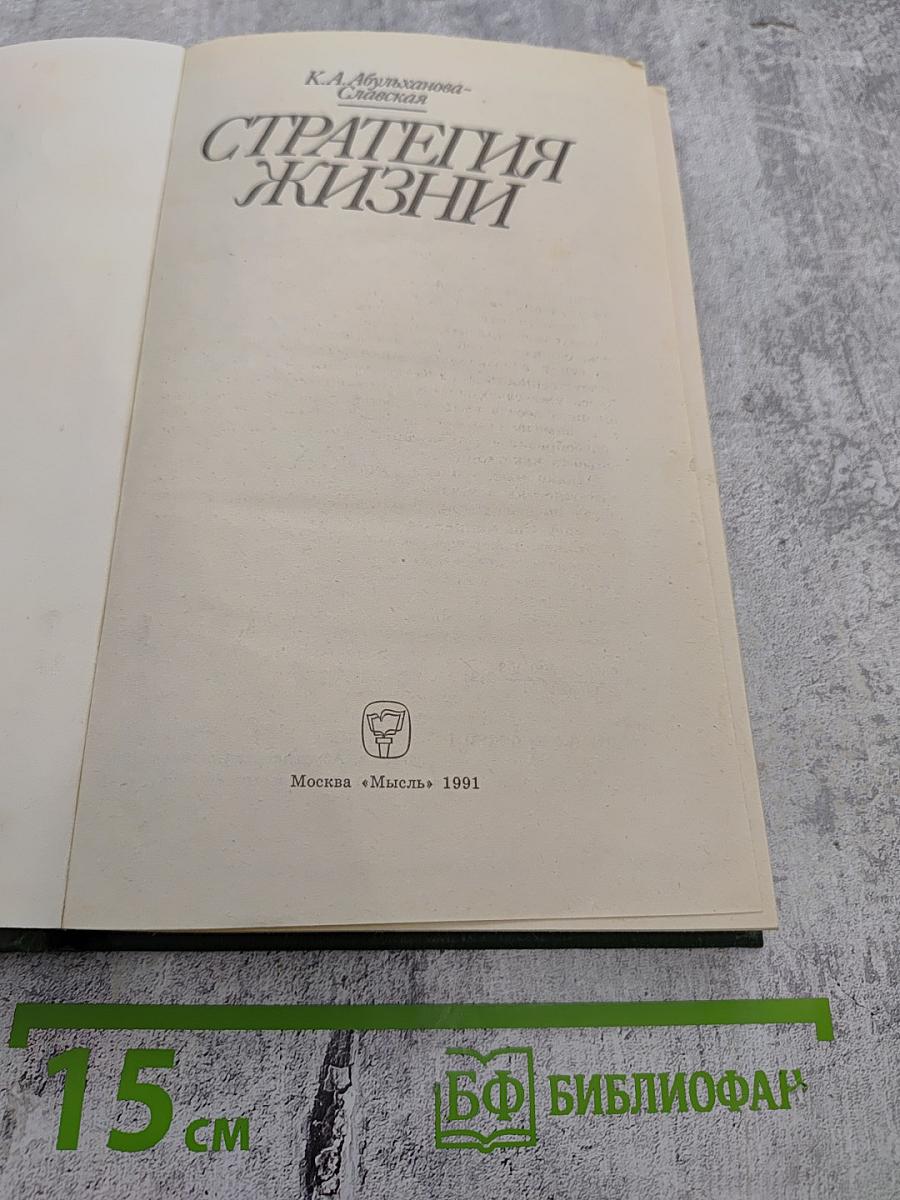 К.А.Абульханова-
Славская
СТРАТЕГИЯ
ЖИЗНИ
Москва «Мысль» 1991
15 см
БФ БИБЛИОФАН